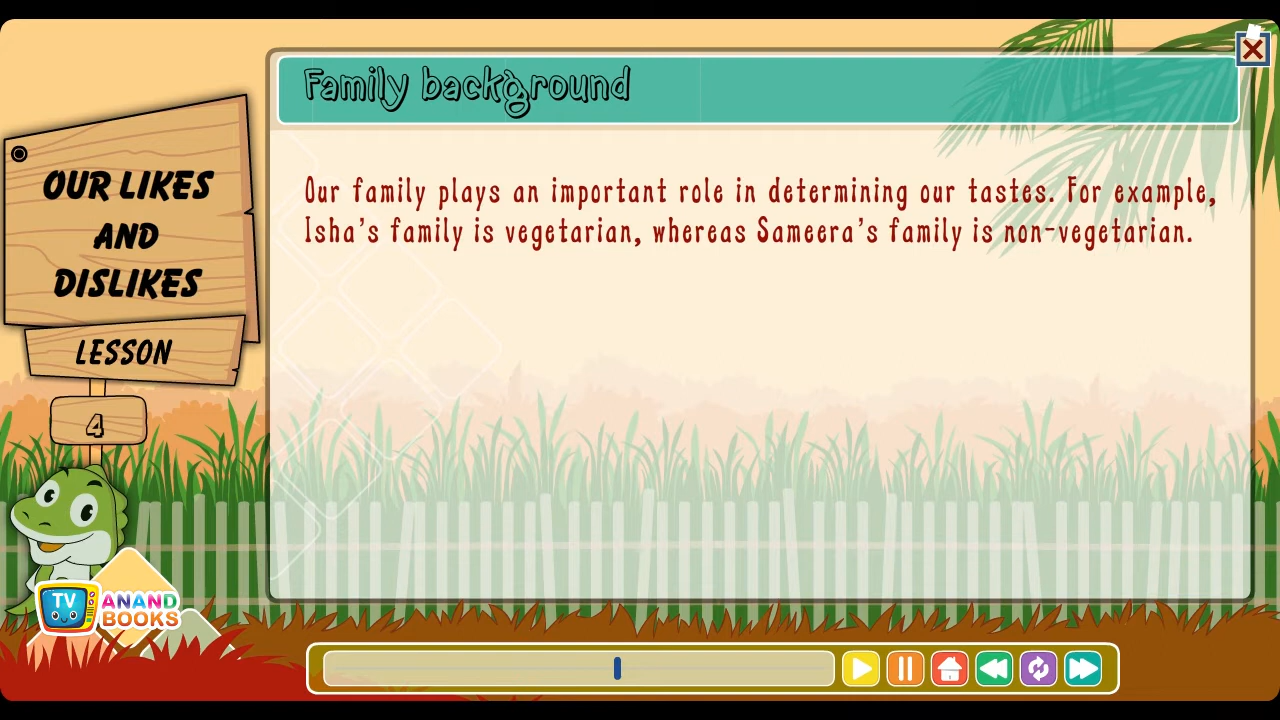 Family background
OUR LIKES
AND
DISLIKES
LESSON
4
Our family plays an important role in determining our tastes. For example,
Isha's family is vegetarian, whereas Sameera's family is non-vegetarian.
TV
ANAND
BOOKS